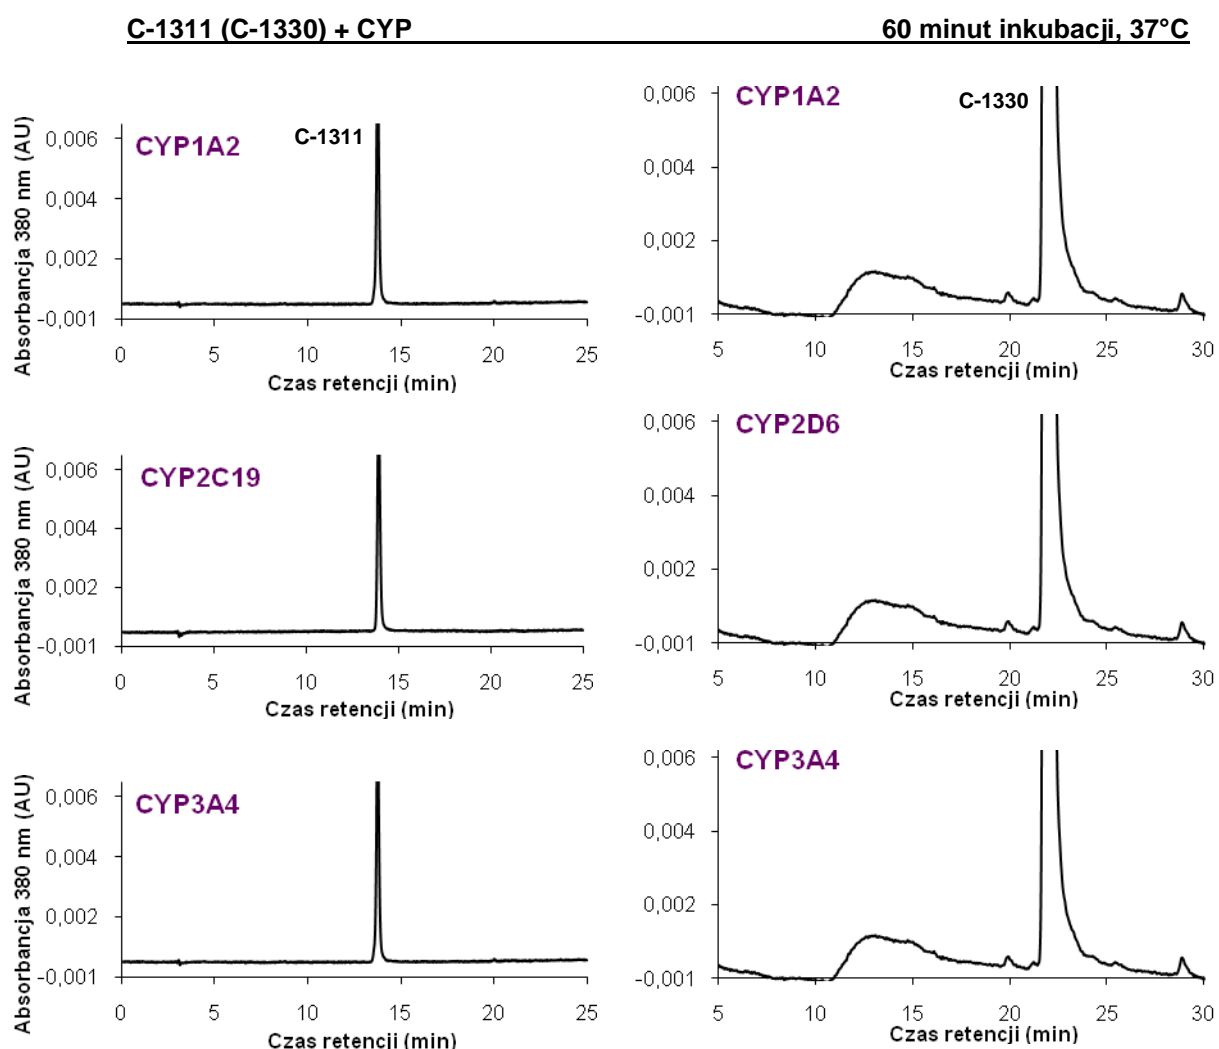 C-1311 (C-1330) + CYP 60 minut inkubacji, 37°C
Absorbancja 380 nm (AU)
CYP1A2
C-1311
0,006
0,004
0,002
-0,001
0 5 10 15 20 25
Czas retencji (min)
CYP1A2
C-1330
0,006
0,004
0,002
-0,001
5 10 15 20 25 30
Czas retencji (min)
Absorbancja 380 nm (AU)
CYP2C19
0,006
0,004
0,002
-0,001
0 5 10 15 20 25
Czas retencji (min)
CYP2D6
0,006
0,004
0,002
-0,001
5 10 15 20 25 30
Czas retencji (min)
Absorbancja 380 nm (AU)
CYP3A4
0,006
0,004
0,002
-0,001
0 5 10 15 20 25
Czas retencji (min)
CYP3A4
0,006
0,004
0,002
-0,001
5 10 15 20 25 30
Czas retencji (min)